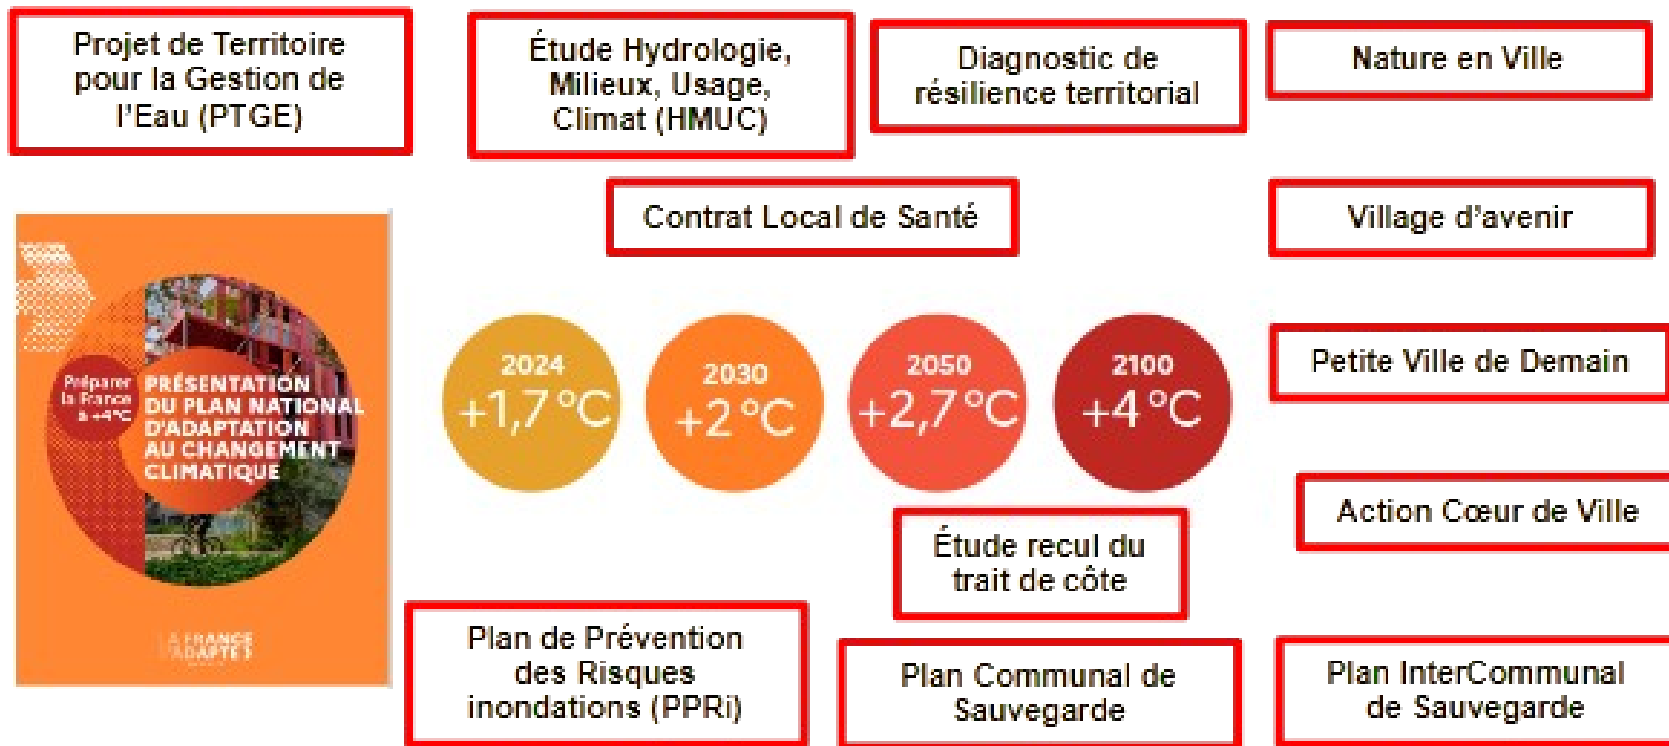 Projet de Territoire
pour la Gestion de
l'Eau (PTGE)
Étude Hydrologie,
Milieux, Usage,
Climat (HMUC)
Diagnostic de
résilience territorial
Nature en Ville
Contrat Local de Santé
Village d'avenir
Préparer
la France
à +4°C
PRÉSENTATION
DU PLAN NATIONAL
D'ADAPTATION
AU CHANGEMENT
CLIMATIQUE
LA FRANCE
S'ADAPTE
2024
+1,7°C
2030
+2°C
2050
+2,7°C
2100
+4°C
Petite Ville de Demain
Action Cœur de Ville
Étude recul du
trait de côte
Plan de Prévention
des Risques
inondations (PPRi)
Plan Communal de
Sauvegarde
Plan InterCommunal
de Sauvegarde